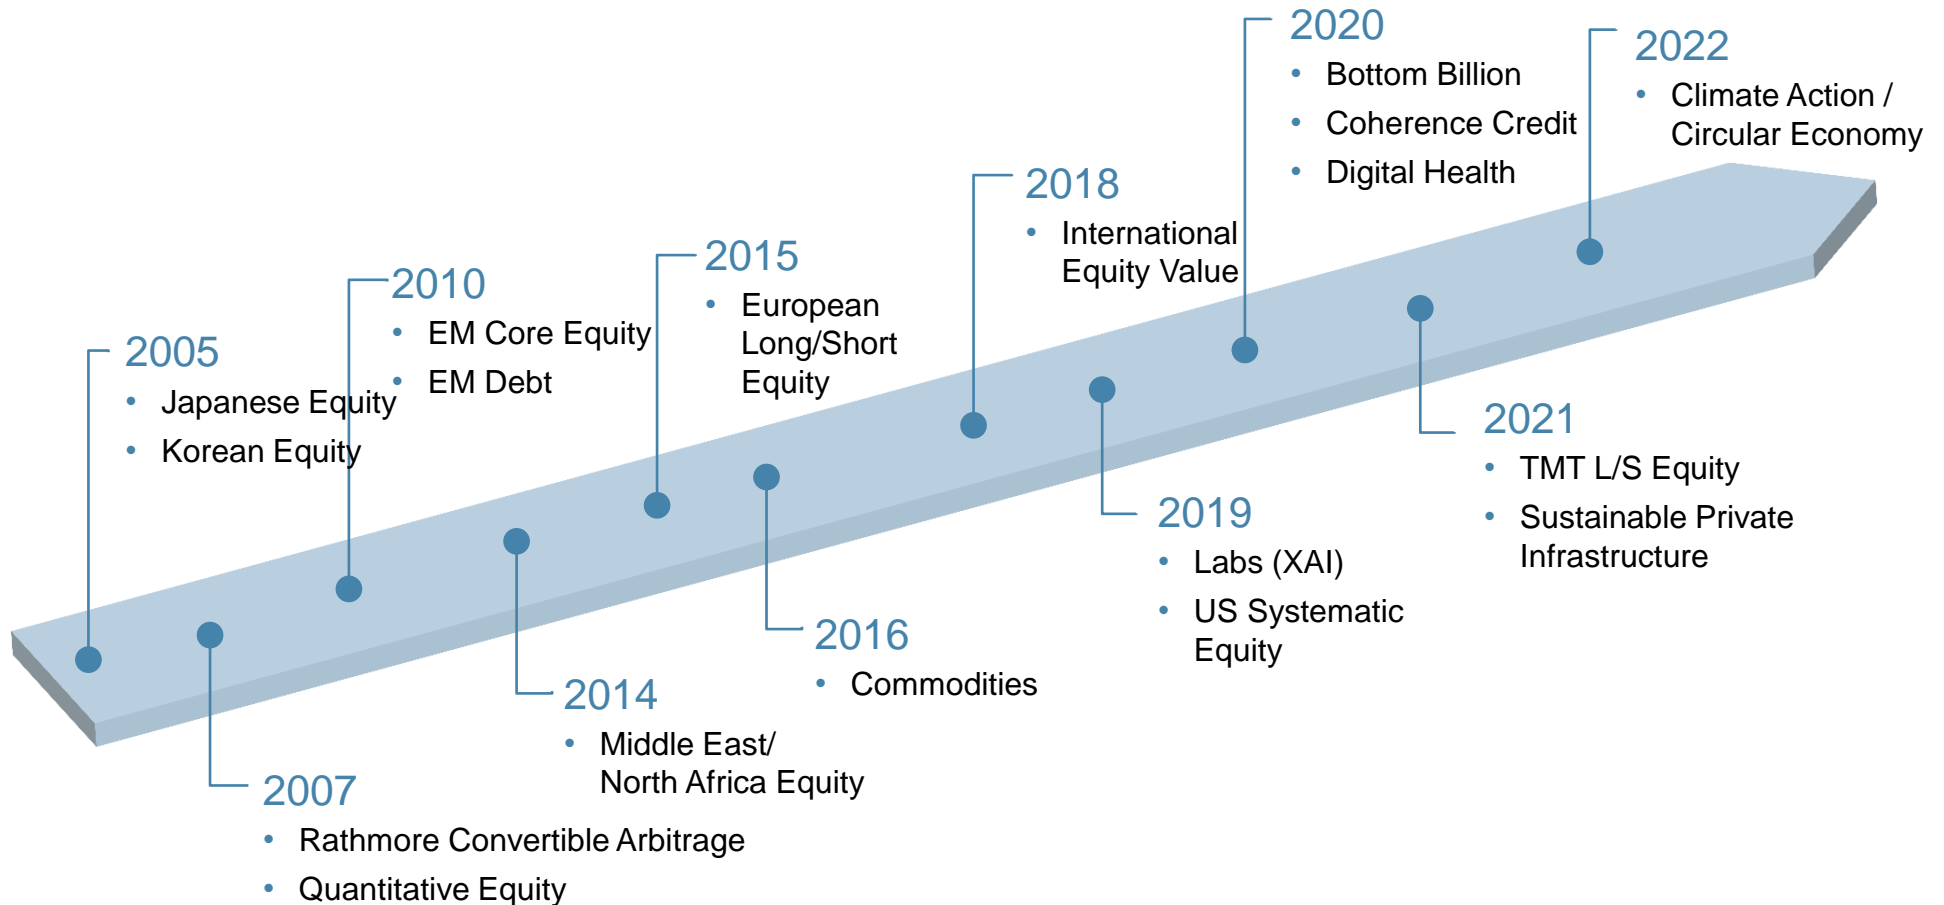 2005
• Japanese Equity
• Korean Equity
2007
• Rathmore Convertible Arbitrage
• Quantitative Equity
2010
• EM Core Equity
• EM Debt
2014
• Middle East/
North Africa Equity
2015
• European
Long/Short
Equity
2016
• Commodities
2018
• International
Equity Value
2019
• Labs (XAI)
• US Systematic
Equity
2020
• Bottom Billion
• Coherence Credit
• Digital Health
2021
• TMT L/S Equity
• Sustainable Private
Infrastructure
2022
• Climate Action /
Circular Economy